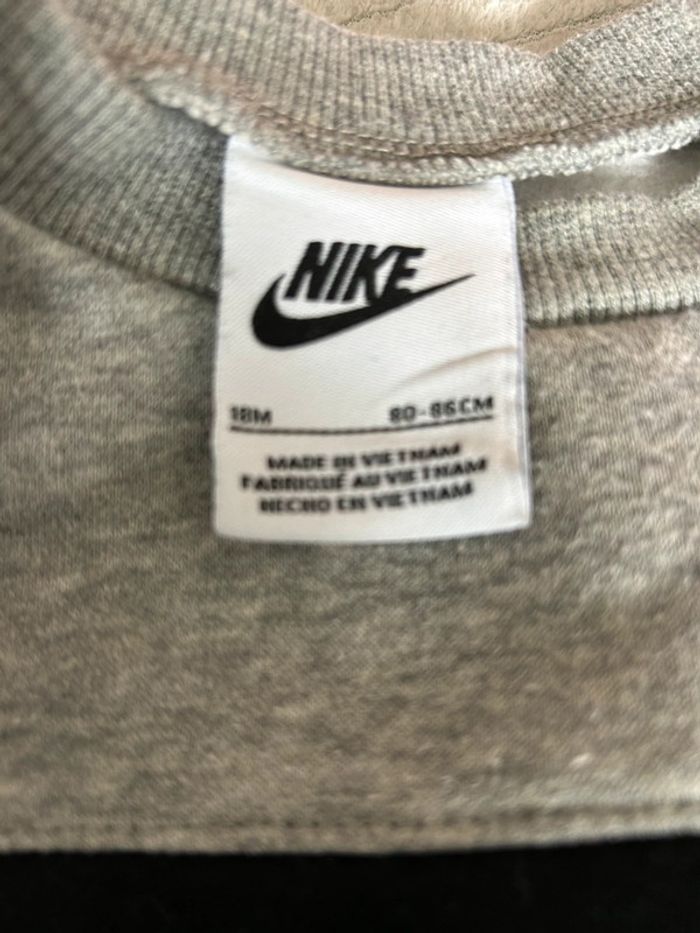 NIKE
18M 80-86CM
MADE IN VIETNAM
FABRIQUÉ AU VIETNAM
HECHO EN VIETNAM